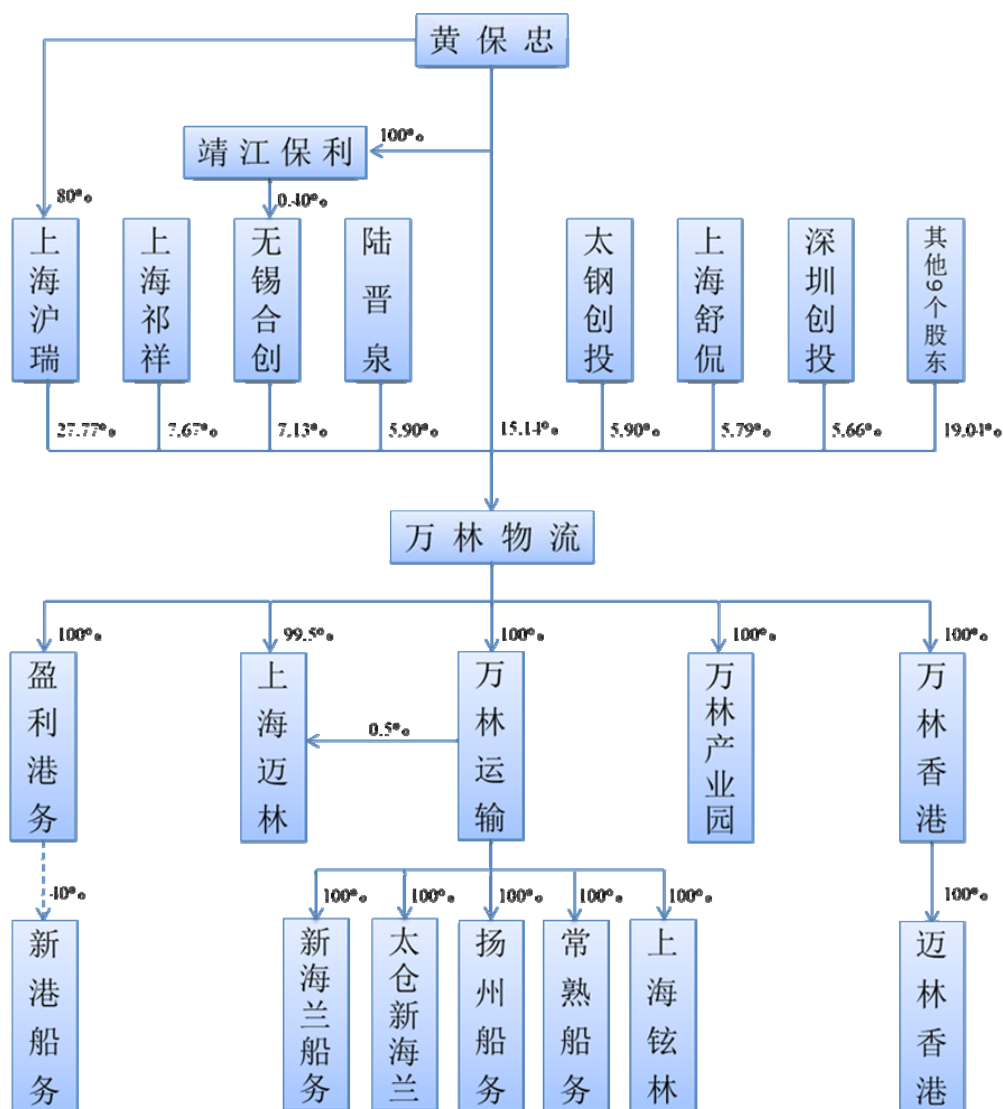 黄保忠
100%
靖江保利
80%
0.40%
上海沪瑞
上海祁祥
无锡合创
陆晋泉
太钢创投
上海舒侃
深圳创投
其他9个股东
27.77%
7.67%
7.13%
5.90%
15.14%
5.90%
5.79%
5.66%
19.04%
万林物流
100%
99.5%
100%
100%
100%
盈利港务
上海迈林
万林运输
万林产业园
万林香港
0.5%
40%
100%
100%
100%
100%
100%
100%
新港船务
新海兰船务
太仓新海兰
扬州船务
常熟船务
上海铉林
迈林香港